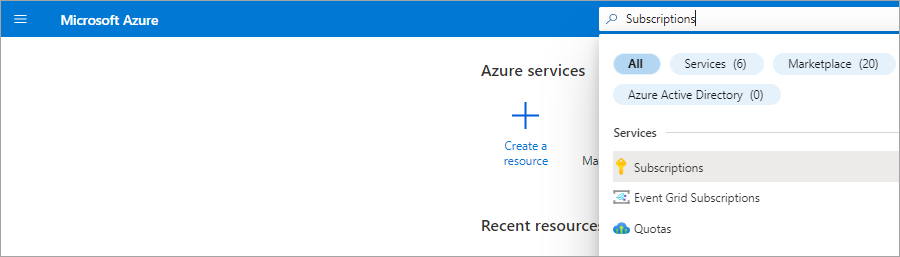 Microsoft Azure
Subscriptions
All
Services (6)
Marketplace (20)
Azure Active Directory (0)
Azure services
Create a
resource
Ma
Recent resources
Services
Subscriptions
Event Grid Subscriptions
Quotas